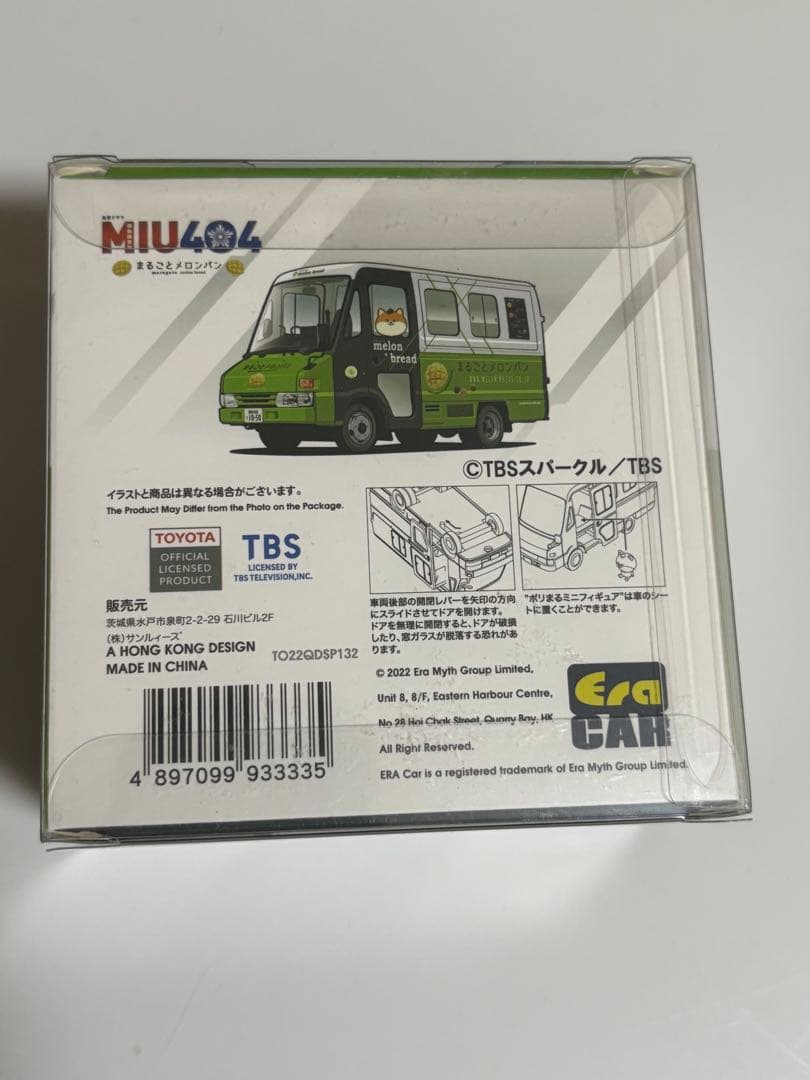 MIU404
まるごとメロンパン
marugoto melon bread
melon bread
melon
bread
まるごとメロンパン
©TBSスパークル/TBS
イラストと商品は異なる場合がございます。
The Product May Differ from the Photo on the Package.
TOYOTA
OFFICIAL
LICENSED
PRODUCT
TBS
LICENSED BY
TBS TELEVISION,INC.
車両後部の開閉レバーを矢印の方向
にスライドさせてドアを開けます。
ドアを無理に開閉すると、ドアが破損
したり、窓ガラスが脱落する恐れがあ
ります。
"ポリまるミニフィギュア"は車のシー
トに置くことができます。
販売元
茨城県水戸市泉町2-2-29 石川ビル2F
(株)サンルィーズ
A HONG KONG DESIGN
MADE IN CHINA
TO22QDSP132
4 897099 933335
© 2022 Era Myth Group Limited,
Unit 8, 8/F, Eastern Harbour Centre,
No 28 Hoi Chak Street, Quarry Bay, HK
All Right Reserved.
ERA Car is a registered trademark of Era Myth Group Limited.
Era
CAR